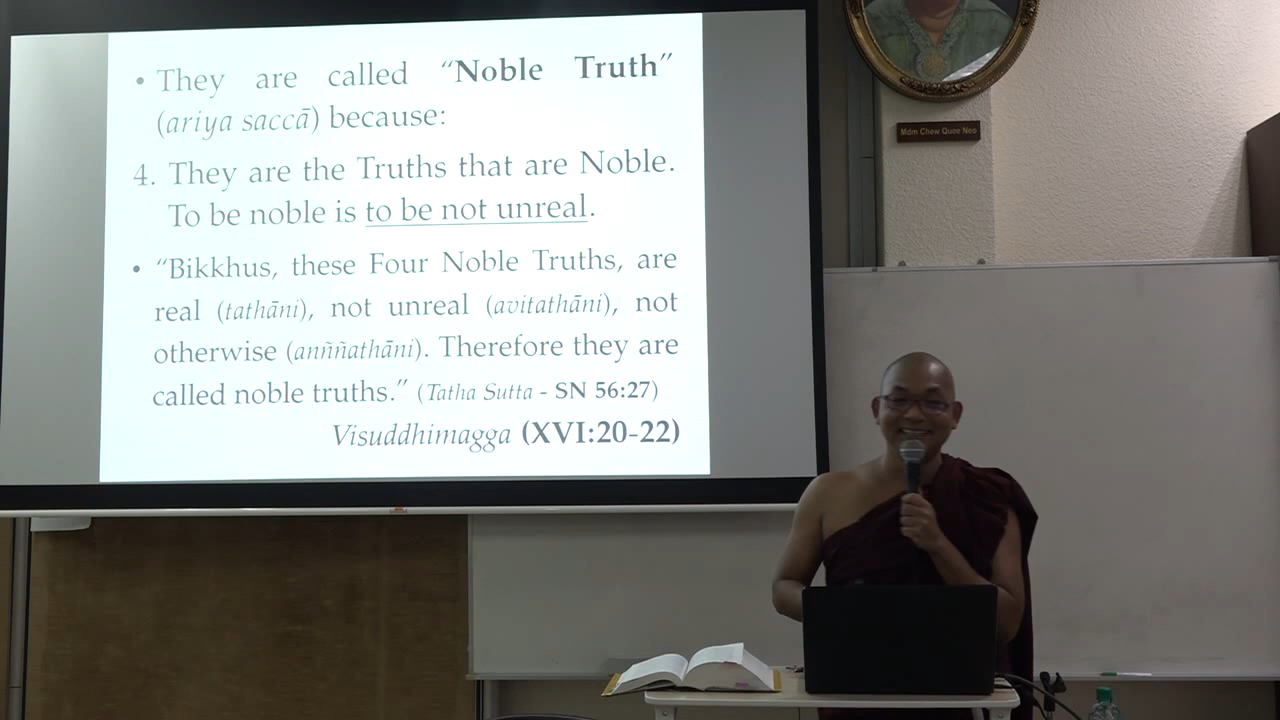 • They are called “Noble Truth”
(ariya saccā) because:
4. They are the Truths that are Noble.
To be noble is to be not unreal.
• “Bikkhus, these Four Noble Truths, are
real (tathāni), not unreal (avitathāni), not
otherwise (anññathāni). Therefore they are
called noble truths.” (Tatha Sutta - SN 56:27)
Visuddhimagga (XVI:20-22)
Mdm Chew Quee Neo